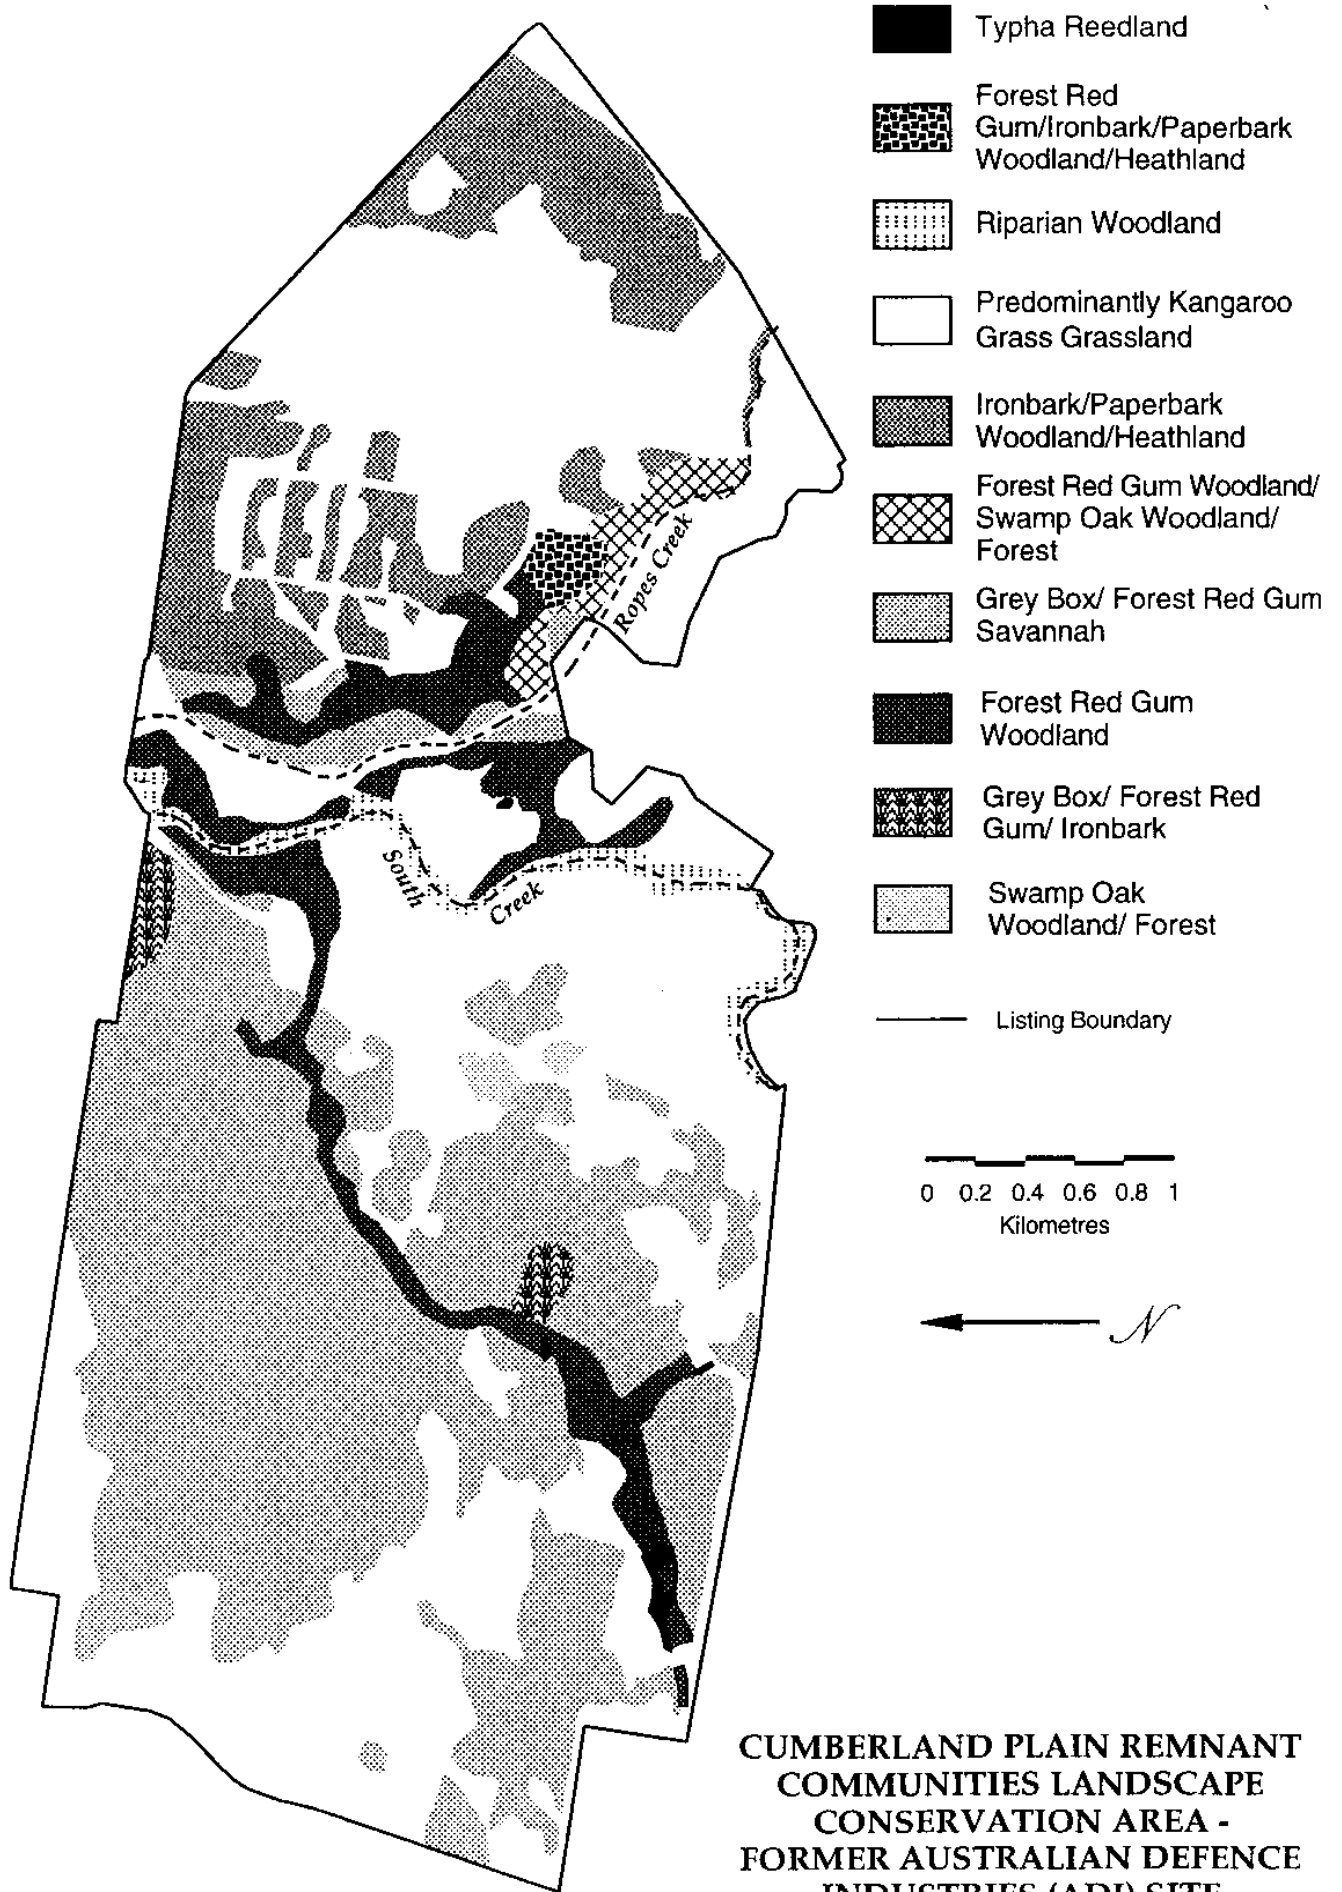 Typha Reedland
Forest Red
Gum/Ironbark/Paperbark
Woodland/Heathland
Riparian Woodland
Predominantly Kangaroo
Grass Grassland
Ironbark/Paperbark
Woodland/Heathland
Forest Red Gum Woodland/
Swamp Oak Woodland/
Forest
Grey Box/ Forest Red Gum
Savannah
Forest Red Gum
Woodland
Grey Box/ Forest Red
Gum/ Ironbark
Swamp Oak
Woodland/ Forest
Listing Boundary
0 0.2 0.4 0.6 0.8 1
Kilometres
N
Ropes Creek
South
Creek
CUMBERLAND PLAIN REMNANT
COMMUNITIES LANDSCAPE
CONSERVATION AREA -
FORMER AUSTRALIAN DEFENCE
INDUSTRIES (ADI) SITE